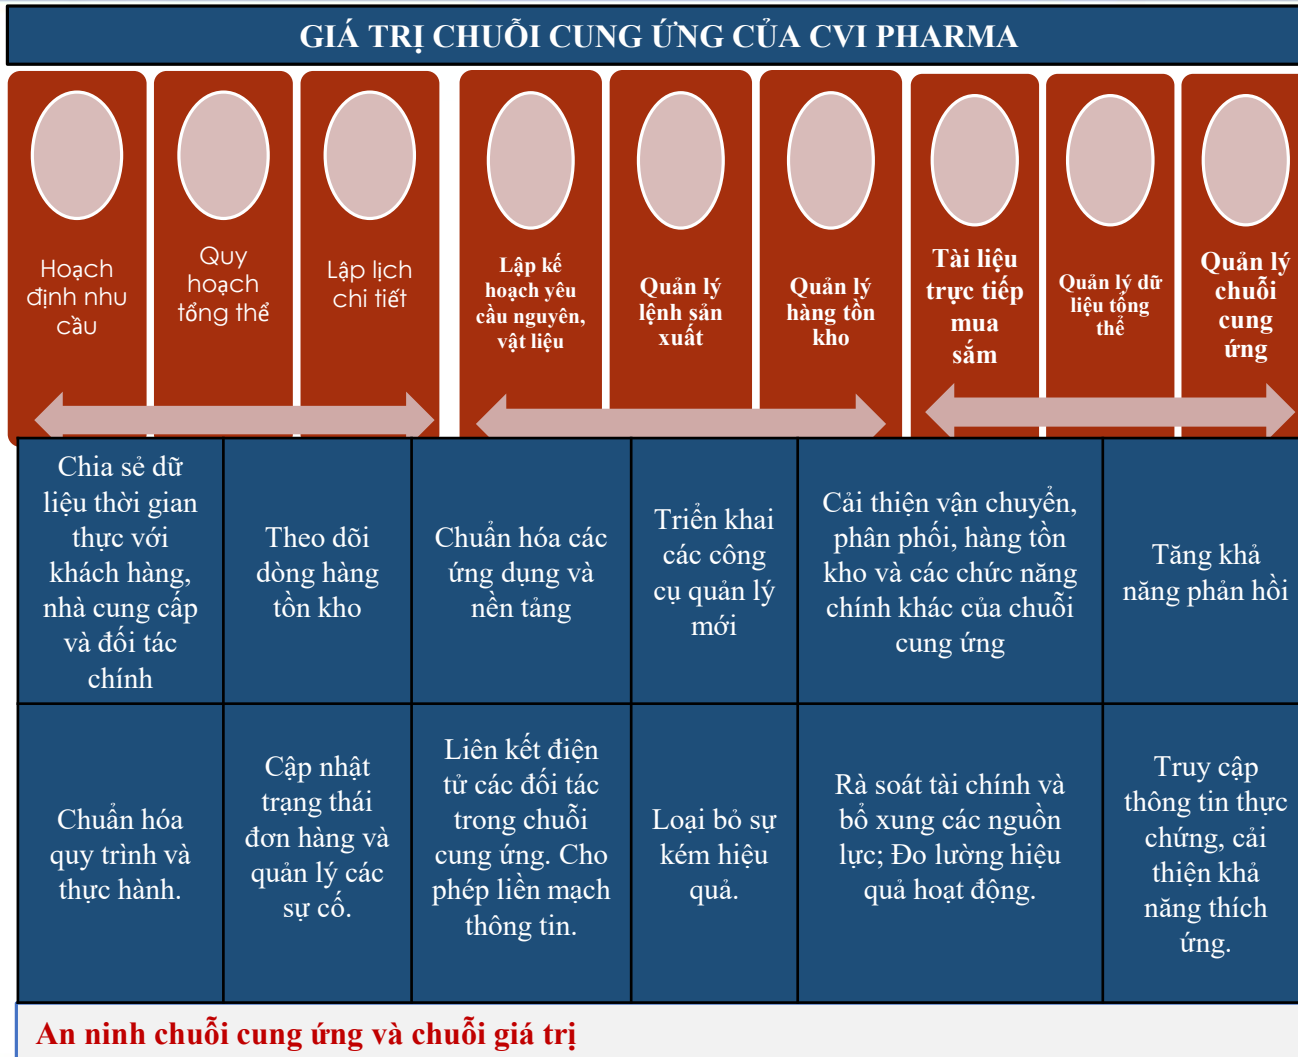 GIÁ TRỊ CHUỖI CUNG ỨNG CỦA CVI PHARMA
Hoạch
định nhu
cầu
Quy
hoạch
tổng thể
Lập lịch
chi tiết
Lập kế
hoạch yêu
cầu nguyên,
vật liệu
Quản lý
lệnh sản
xuất
Quản lý
hàng tồn
kho
Tài liệu
trực tiếp
mua
sắm
Quản lý dữ
liệu tổng
thể
Quản lý
chuỗi
cung
ứng
Chia sẻ dữ
liệu thời gian
thực với
khách hàng,
nhà cung cấp
và đối tác
chính
Theo dõi
dòng hàng
tồn kho
Chuẩn hóa các
ứng dụng và
nền tảng
Triển khai
các công
cụ quản lý
mới
Cải thiện vận chuyển,
phân phối, hàng tồn
kho và các chức năng
chính khác của chuỗi
cung ứng
Tăng khả
năng phản hồi
Chuẩn hóa
quy trình và
thực hành.
Cập nhật
trạng thái
đơn hàng và
quản lý các
sự cố.
Liên kết điện
tử các đối tác
trong chuỗi
cung ứng. Cho
phép liền mạch
thông tin.
Loại bỏ sự
kém hiệu
quả.
Rà soát tài chính và
bổ xung các nguồn
lực; Đo lường hiệu
quả hoạt động.
Truy cập
thông tin thực
chứng, cải
thiện khả
năng thích
ứng.
An ninh chuỗi cung ứng và chuỗi giá trị